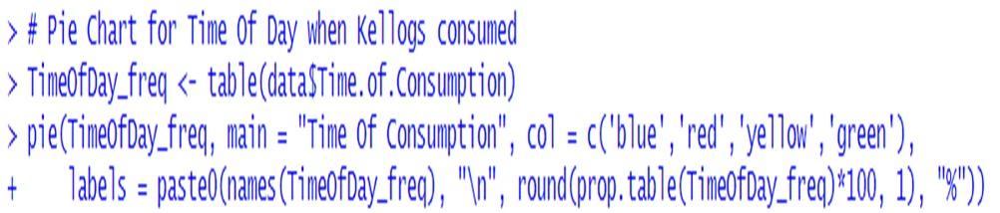 > # Pie Chart for Time Of Day when Kellogs consumed
> TimeOfDay_freq <- table(data$Time.of.Consumption)
> pie(TimeOfDay_freq, main = "Time Of Consumption", col = c('blue','red','yellow','green'),
+     labels = paste0(names(TimeOfDay_freq), "\n", round(prop.table(TimeOfDay_freq)*100, 1), "%"))